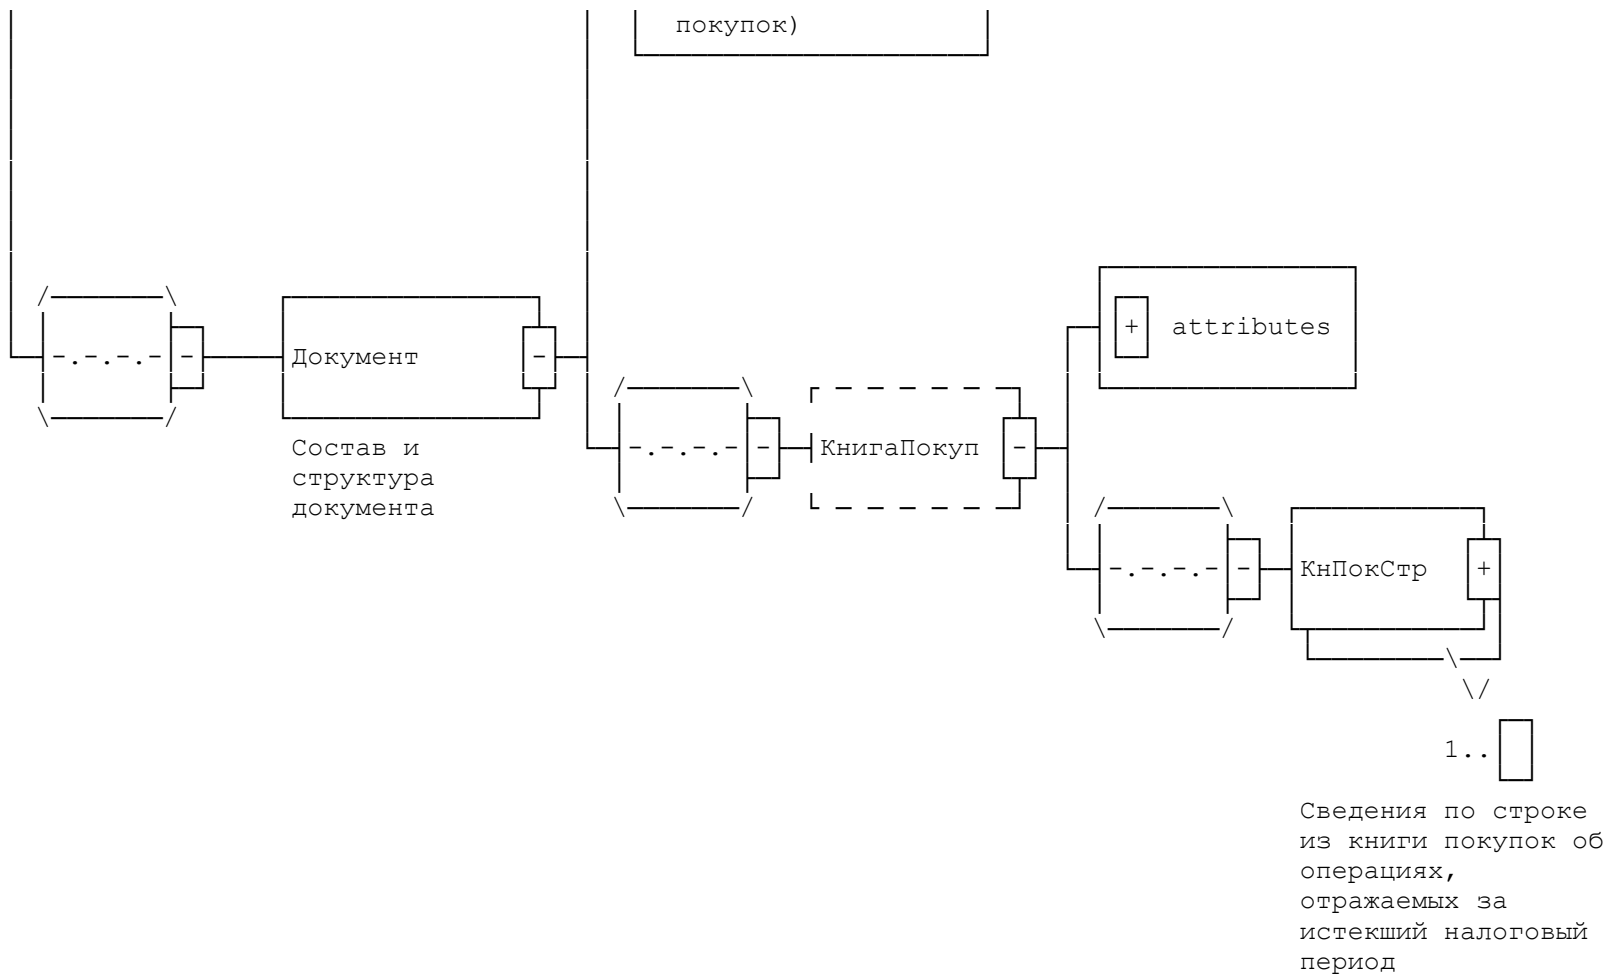 покупок)
+ attributes
-.-.-.- - Документ -
-.-.-.- - КнигаПокуп -
Состав и
структура
документа
-.-.-.- - КнПокСтр +
1..
Сведения по строке
из книги покупок об
операциях,
отражаемых за
истекший налоговый
период